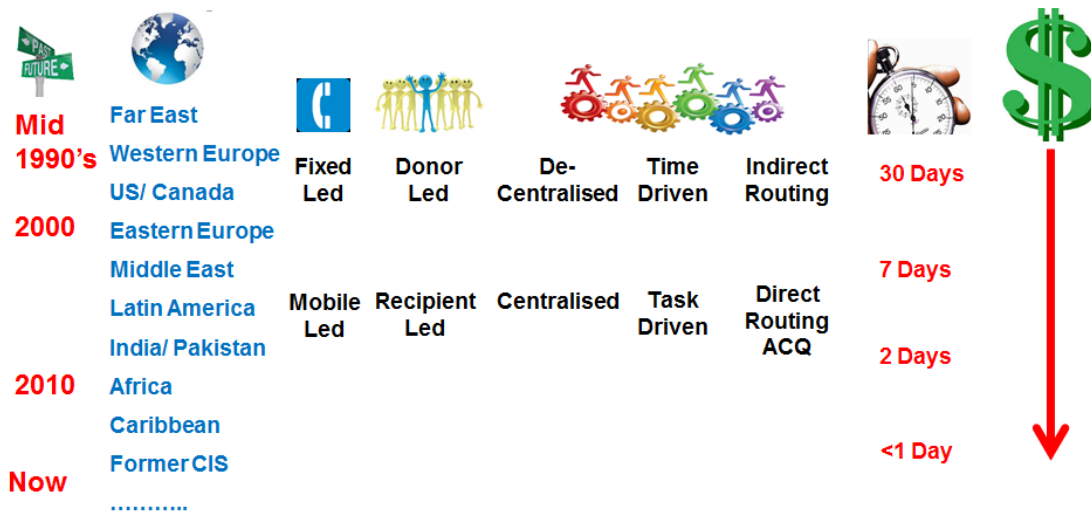 PAST
FUTURE
Mid
1990's
2000
2010
Now
Far East
Western Europe
US/ Canada
Eastern Europe
Middle East
Latin America
India/ Pakistan
Africa
Caribbean
Former CIS
………..
Fixed
Led
Donor
Led
De-
Centralised
Time
Driven
Indirect
Routing
Mobile
Led
Recipient
Led
Centralised
Task
Driven
Direct
Routing
ACQ
30 Days
7 Days
2 Days
<1 Day
$